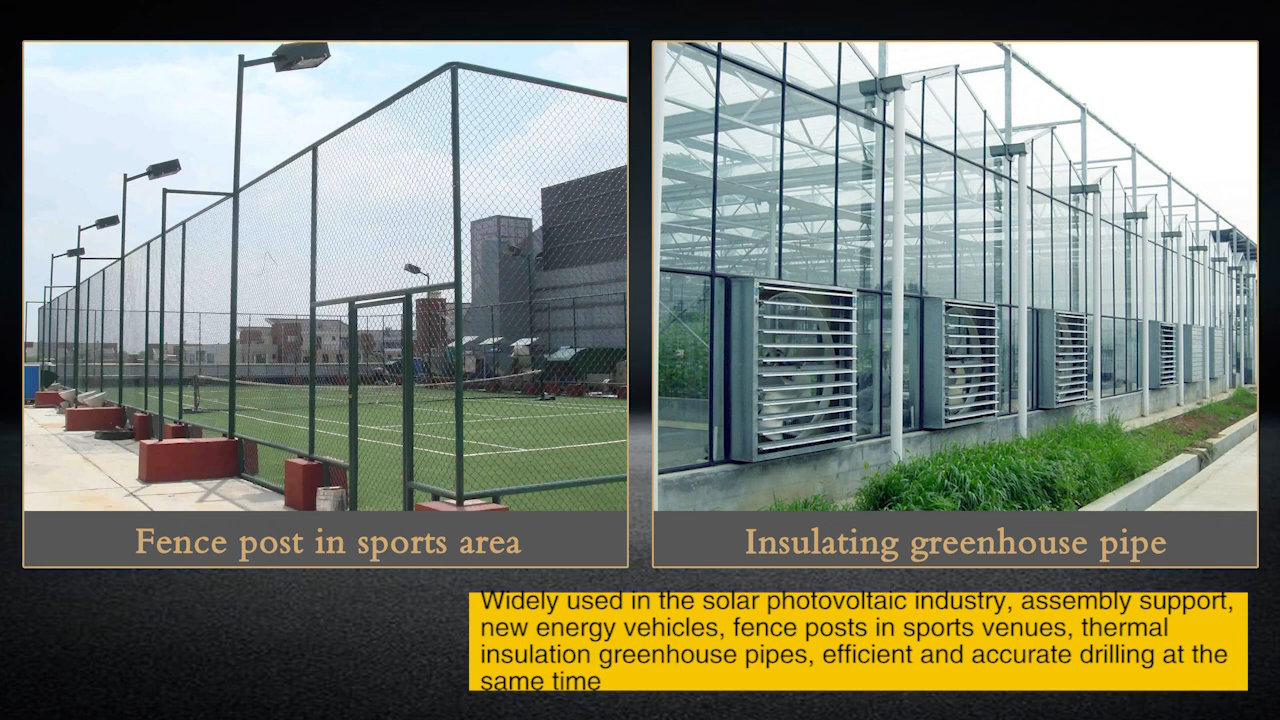 Fence post in sports area
Insulating greenhouse pipe
Widely used in the solar photovoltaic industry, assembly support,
new energy vehicles, fence posts in sports venues, thermal
insulation greenhouse pipes, efficient and accurate drilling at the
same time